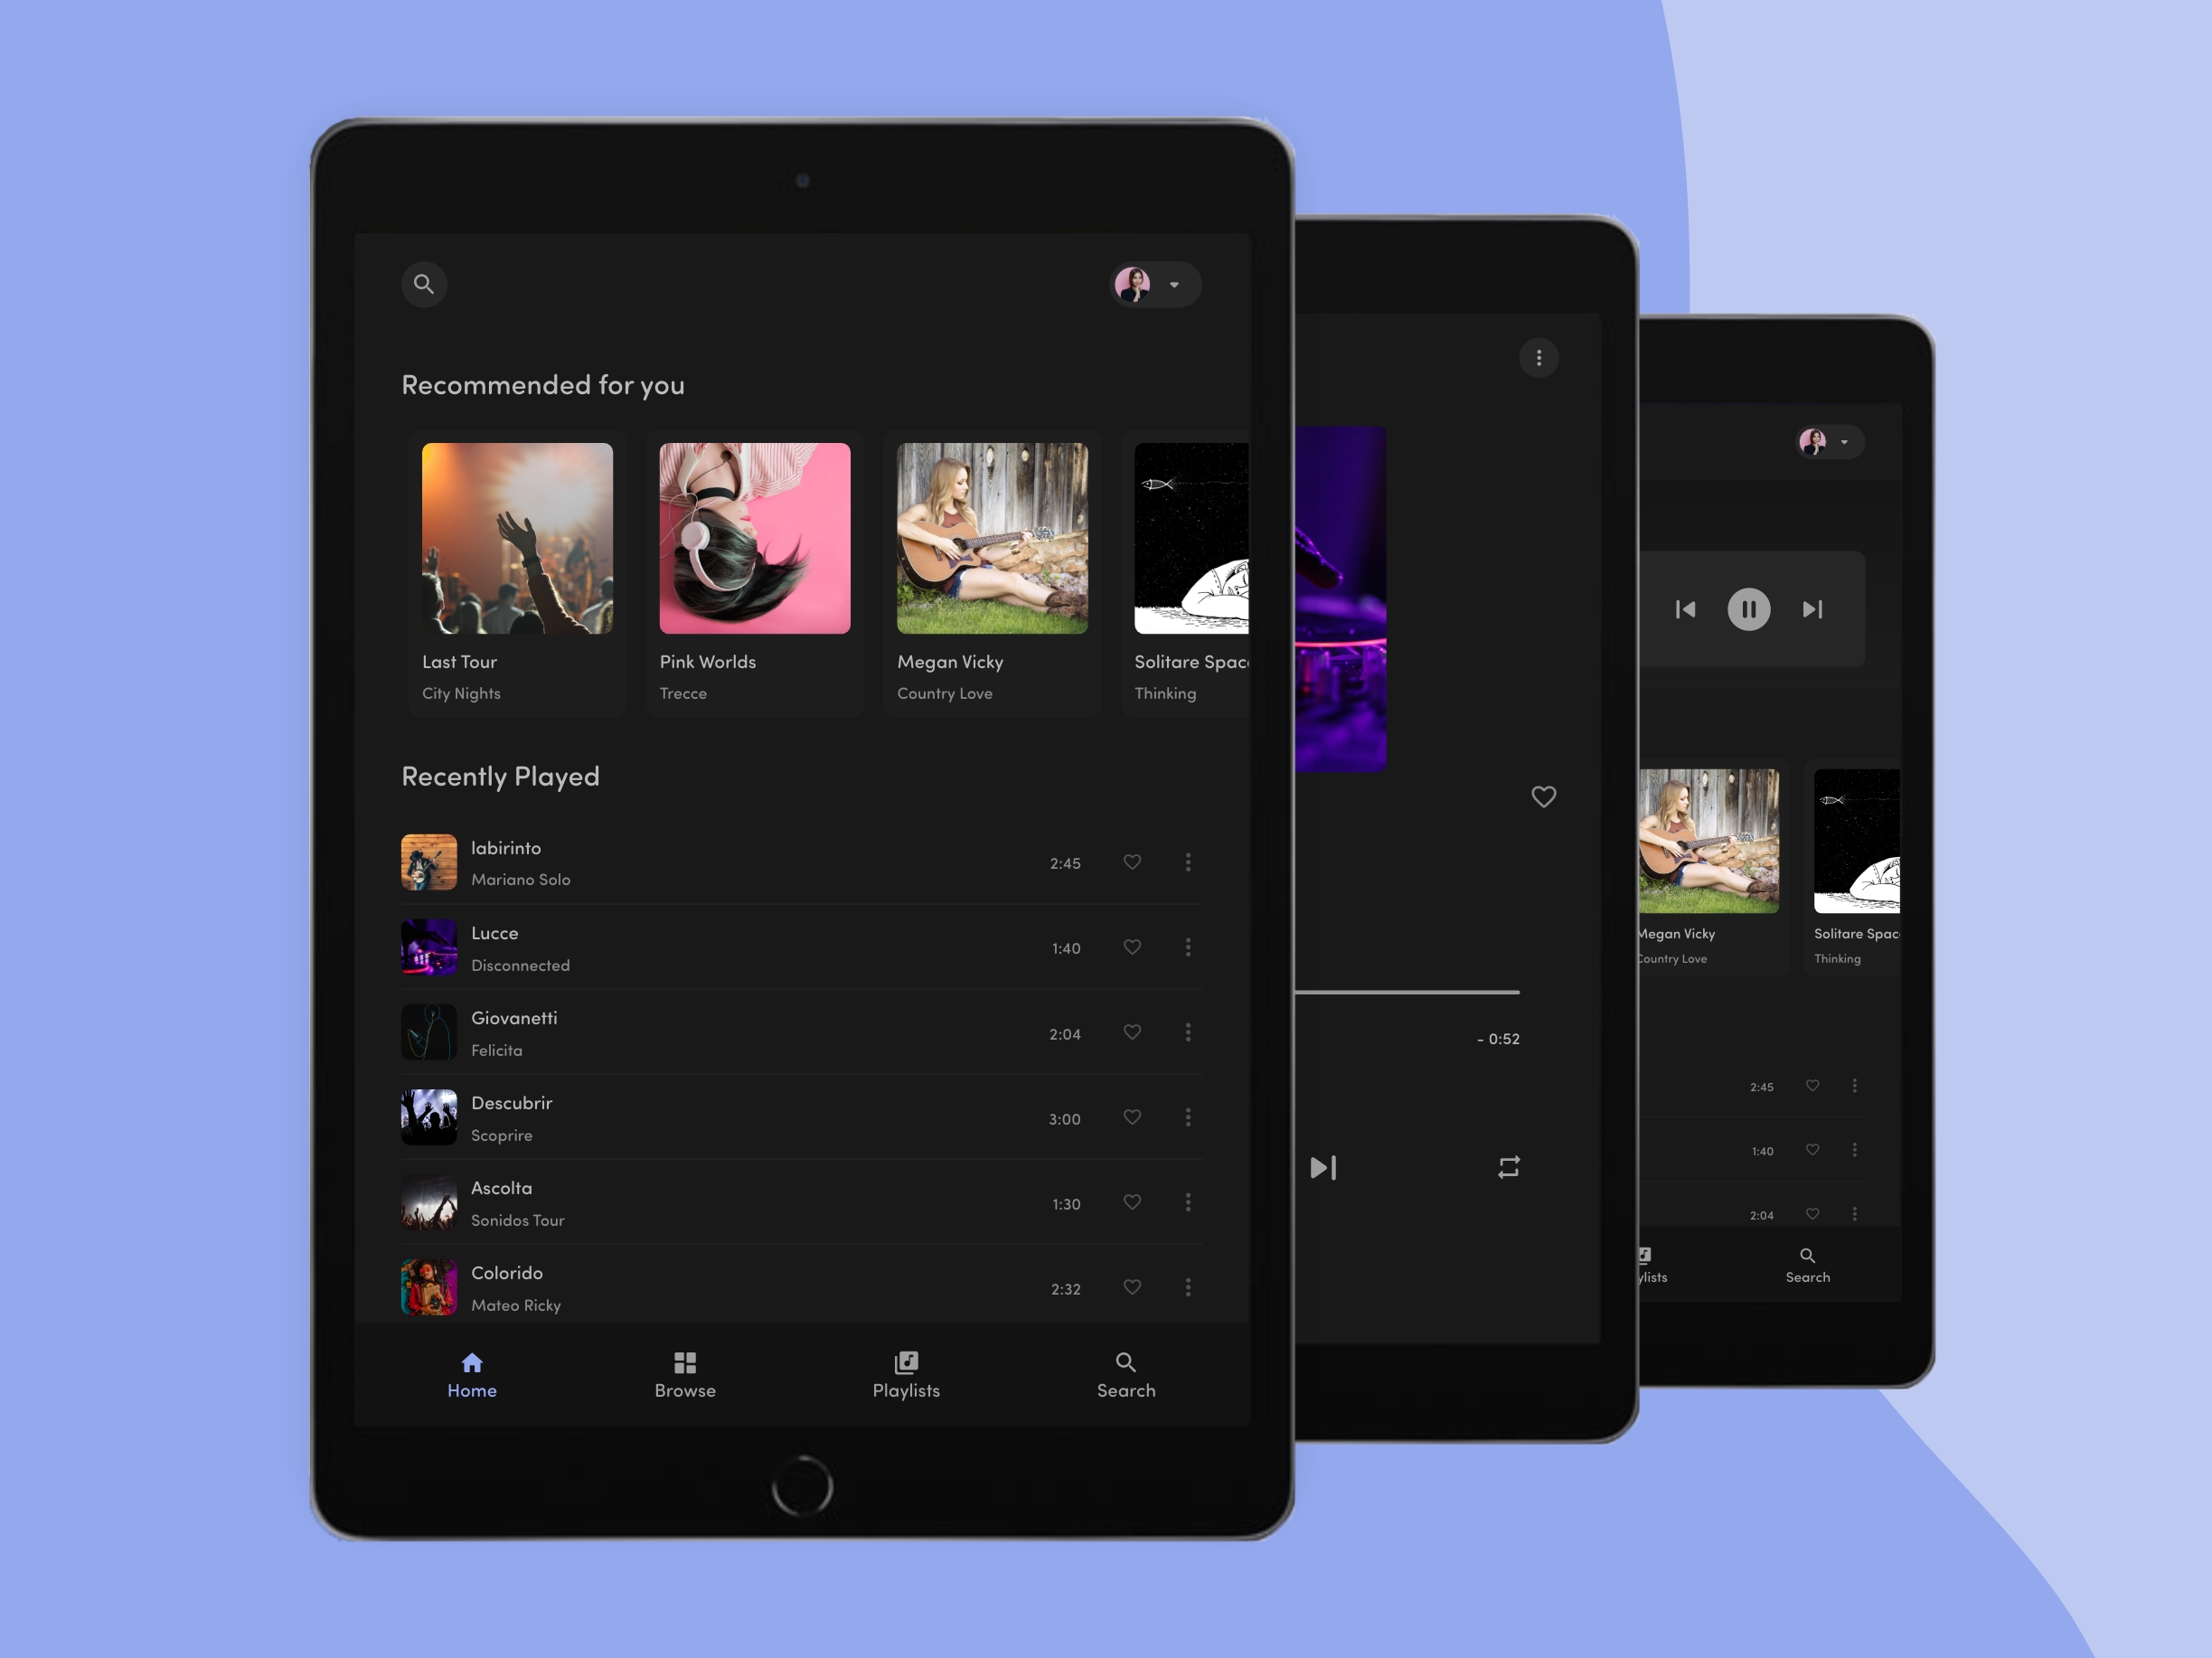 Recommended for you
Last Tour
City Nights
Pink Worlds
Trecce
Megan Vicky
Country Love
Solitare Spac
Thinking
Recently Played
labirinto
Mariano Solo
2:45
Lucce
Disconnected
1:40
Giovanetti
Felicita
2:04
Descubrir
Scoprire
3:00
Ascolta
Sonidos Tour
1:30
Colorido
Mateo Ricky
2:32
Home
Browse
Playlists
Search
- 0:52
Megan Vicky
Country Love
Solitare Spac
Thinking
2:45
1:40
2:04
ylists
Search